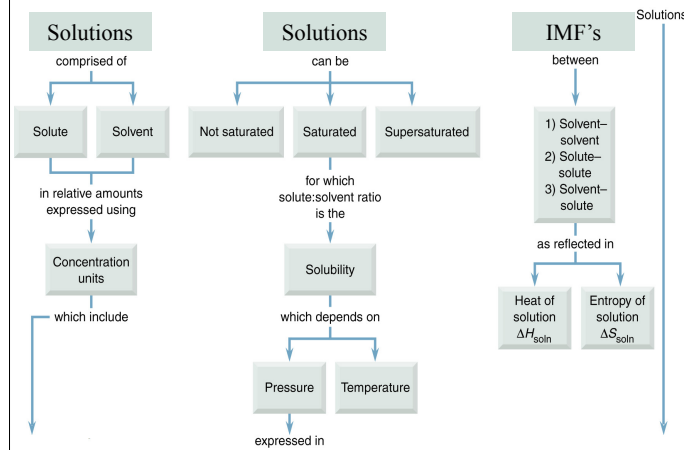 Solutions
comprised of
Solute
Solvent
in relative amounts
expressed using
Concentration
units
which include
Solutions
can be
Not saturated
Saturated
Supersaturated
for which
solute:solvent ratio
is the
Solubility
which depends on
Pressure
Temperature
expressed in
IMF's
between
1) Solvent–
solvent
2) Solute–
solute
3) Solvent–
solute
as reflected in
Heat of
solution
ΔHsoln
Entropy of
solution
ΔSsoln
Solutions